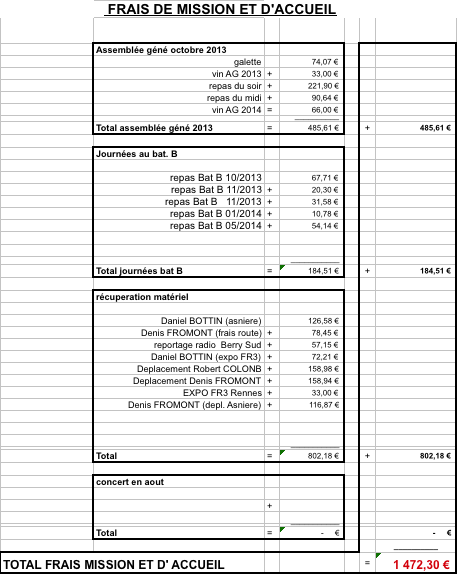 FRAIS DE MISSION ET D'ACCUEIL
Assemblée géné octobre 2013
galette 74,07 €
vin AG 2013 + 33,00 €
repas du soir + 221,90 €
repas du midi + 90,64 €
vin AG 2014 = 66,00 €
Total assemblée géné 2013 = 485,61 € + 485,61 €
Journées au bat. B
repas Bat B 10/2013 67,71 €
repas Bat B 11/2013 + 20,30 €
repas Bat B 11/2013 + 31,58 €
repas Bat B 01/2014 + 10,78 €
repas Bat B 05/2014 + 54,14 €
Total journées bat B = 184,51 € + 184,51 €
récuperation matériel
Daniel BOTTIN (asniere) 126,58 €
Denis FROMONT (frais route) + 78,45 €
reportage radio Berry Sud + 57,15 €
Daniel BOTTIN (expo FR3) + 72,21 €
Deplacement Robert COLONB + 158,98 €
Deplacement Denis FROMONT + 158,94 €
EXPO FR3 Rennes + 33,00 €
Denis FROMONT (depl. Asniere) + 116,87 €
Total = 802,18 € + 802,18 €
concert en aout
+
Total = - € - €
TOTAL FRAIS MISSION ET D' ACCUEIL = 1 472,30 €